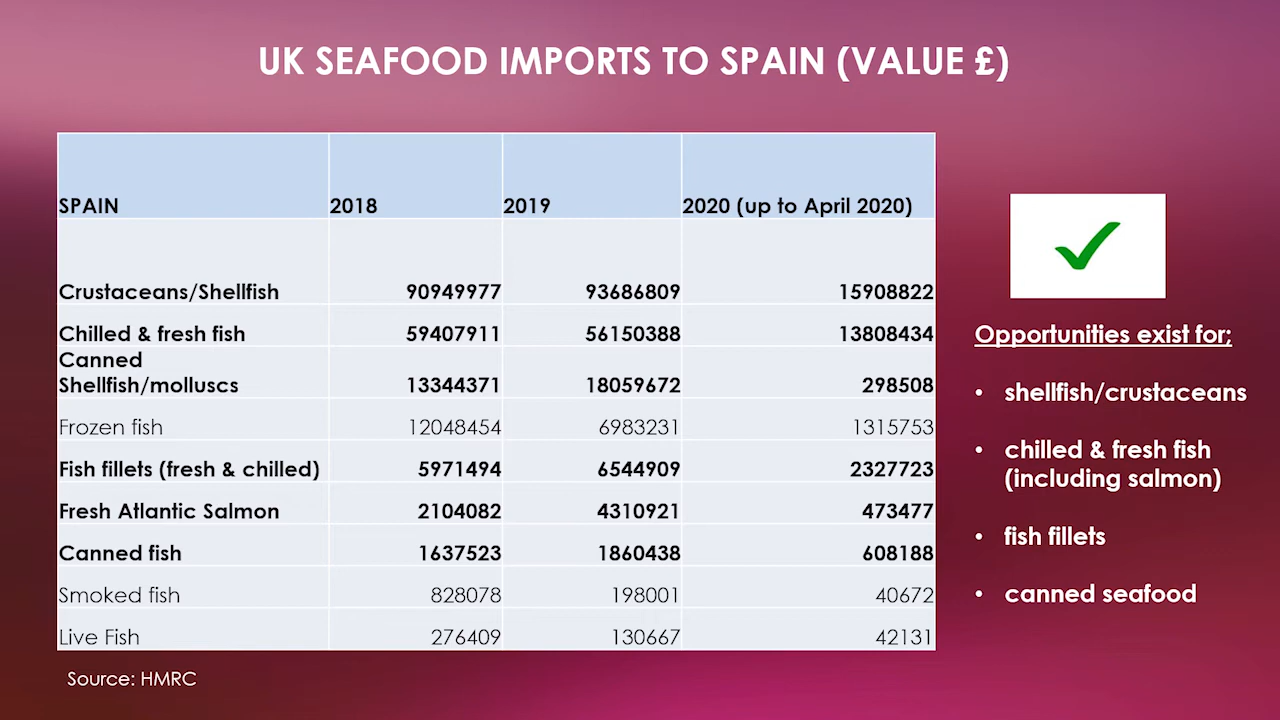 UK SEAFOOD IMPORTS TO SPAIN (VALUE £)
SPAIN 2018 2019 2020 (up to April 2020)
Crustaceans/Shellfish 90949977 93686809 15908822
Chilled & fresh fish 59407911 56150388 13808434
Canned
Shellfish/molluscs 13344371 18059672 298508
Frozen fish 12048454 6983231 1315753
Fish fillets (fresh & chilled) 5971494 6544909 2327723
Fresh Atlantic Salmon 2104082 4310921 473477
Canned fish 1637523 1860438 608188
Smoked fish 828078 198001 40672
Live Fish 276409 130667 42131
Source: HMRC
Opportunities exist for;
• shellfish/crustaceans
• chilled & fresh fish
(including salmon)
• fish fillets
• canned seafood